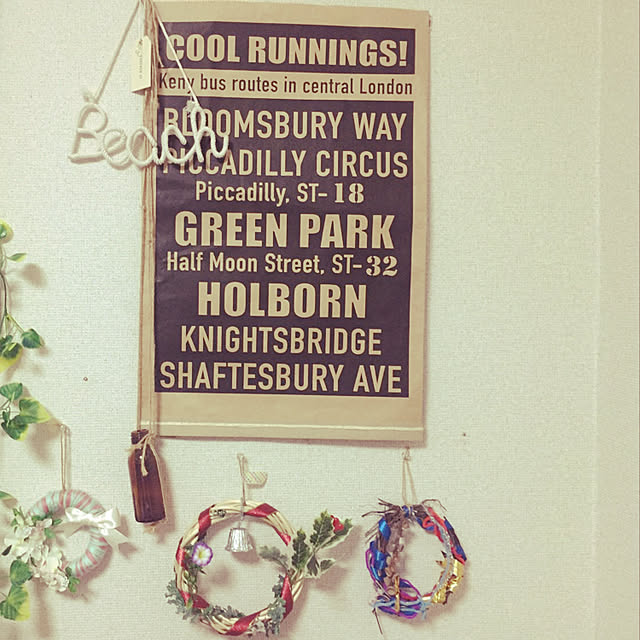 COOL RUNNINGS!
Keny bus routes in central London
Beach
BLOOMSBURY WAY
PICCADILLY CIRCUS
Piccadilly, ST-18
GREEN PARK
Half Moon Street, ST-32
HOLBORN
KNIGHTSBRIDGE
SHAFTESBURY AVE